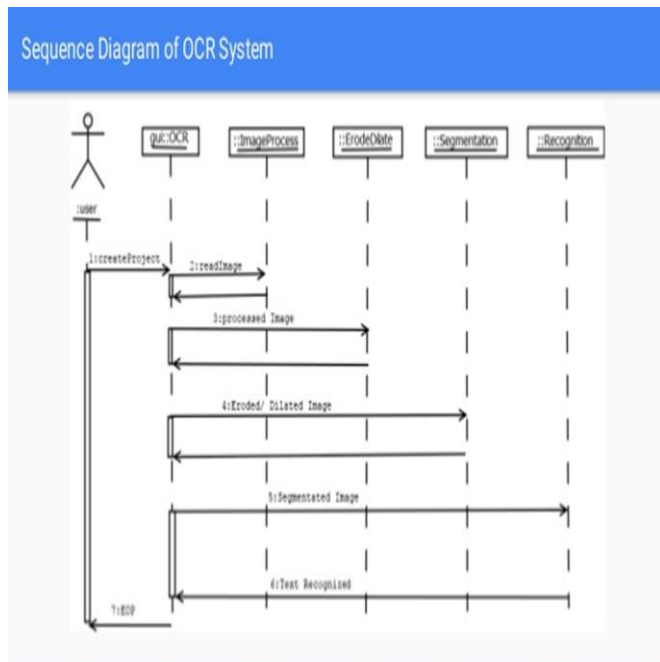 Sequence Diagram of OCR System
gui::OCR
::ImageProcess
::ErodeDilate
::Segmentation
::Recognition
:user
1:createProject
2:readImage
3:processed Image
4:Eroded/ Dilated Image
5:Segmentated Image
6:Text Recognized
7:EOP